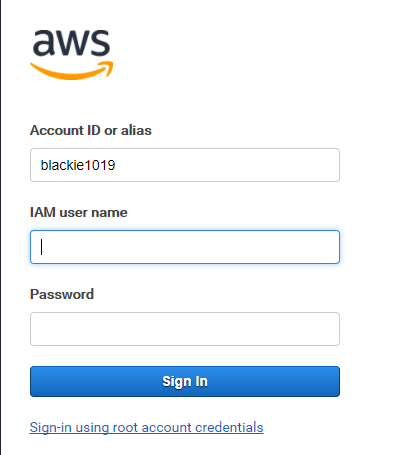 aws
Account ID or alias
blackie1019
IAM user name
Password
Sign In
Sign-in using root account credentials